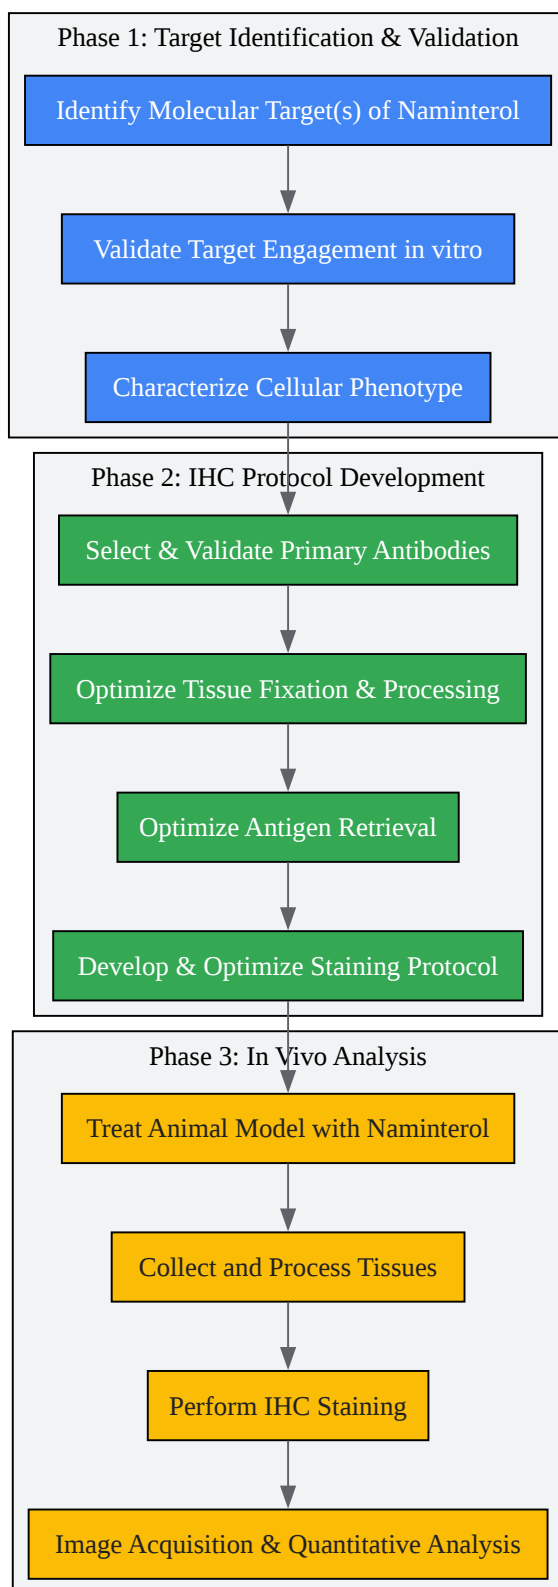 Phase 1: Target Identification & Validation
Identify Molecular Target(s) of Naminterol
Validate Target Engagement in vitro
Characterize Cellular Phenotype
Phase 2: IHC Protocol Development
Select & Validate Primary Antibodies
Optimize Tissue Fixation & Processing
Optimize Antigen Retrieval
Develop & Optimize Staining Protocol
Phase 3: In Vivo Analysis
Treat Animal Model with Naminterol
Collect and Process Tissues
Perform IHC Staining
Image Acquisition & Quantitative Analysis